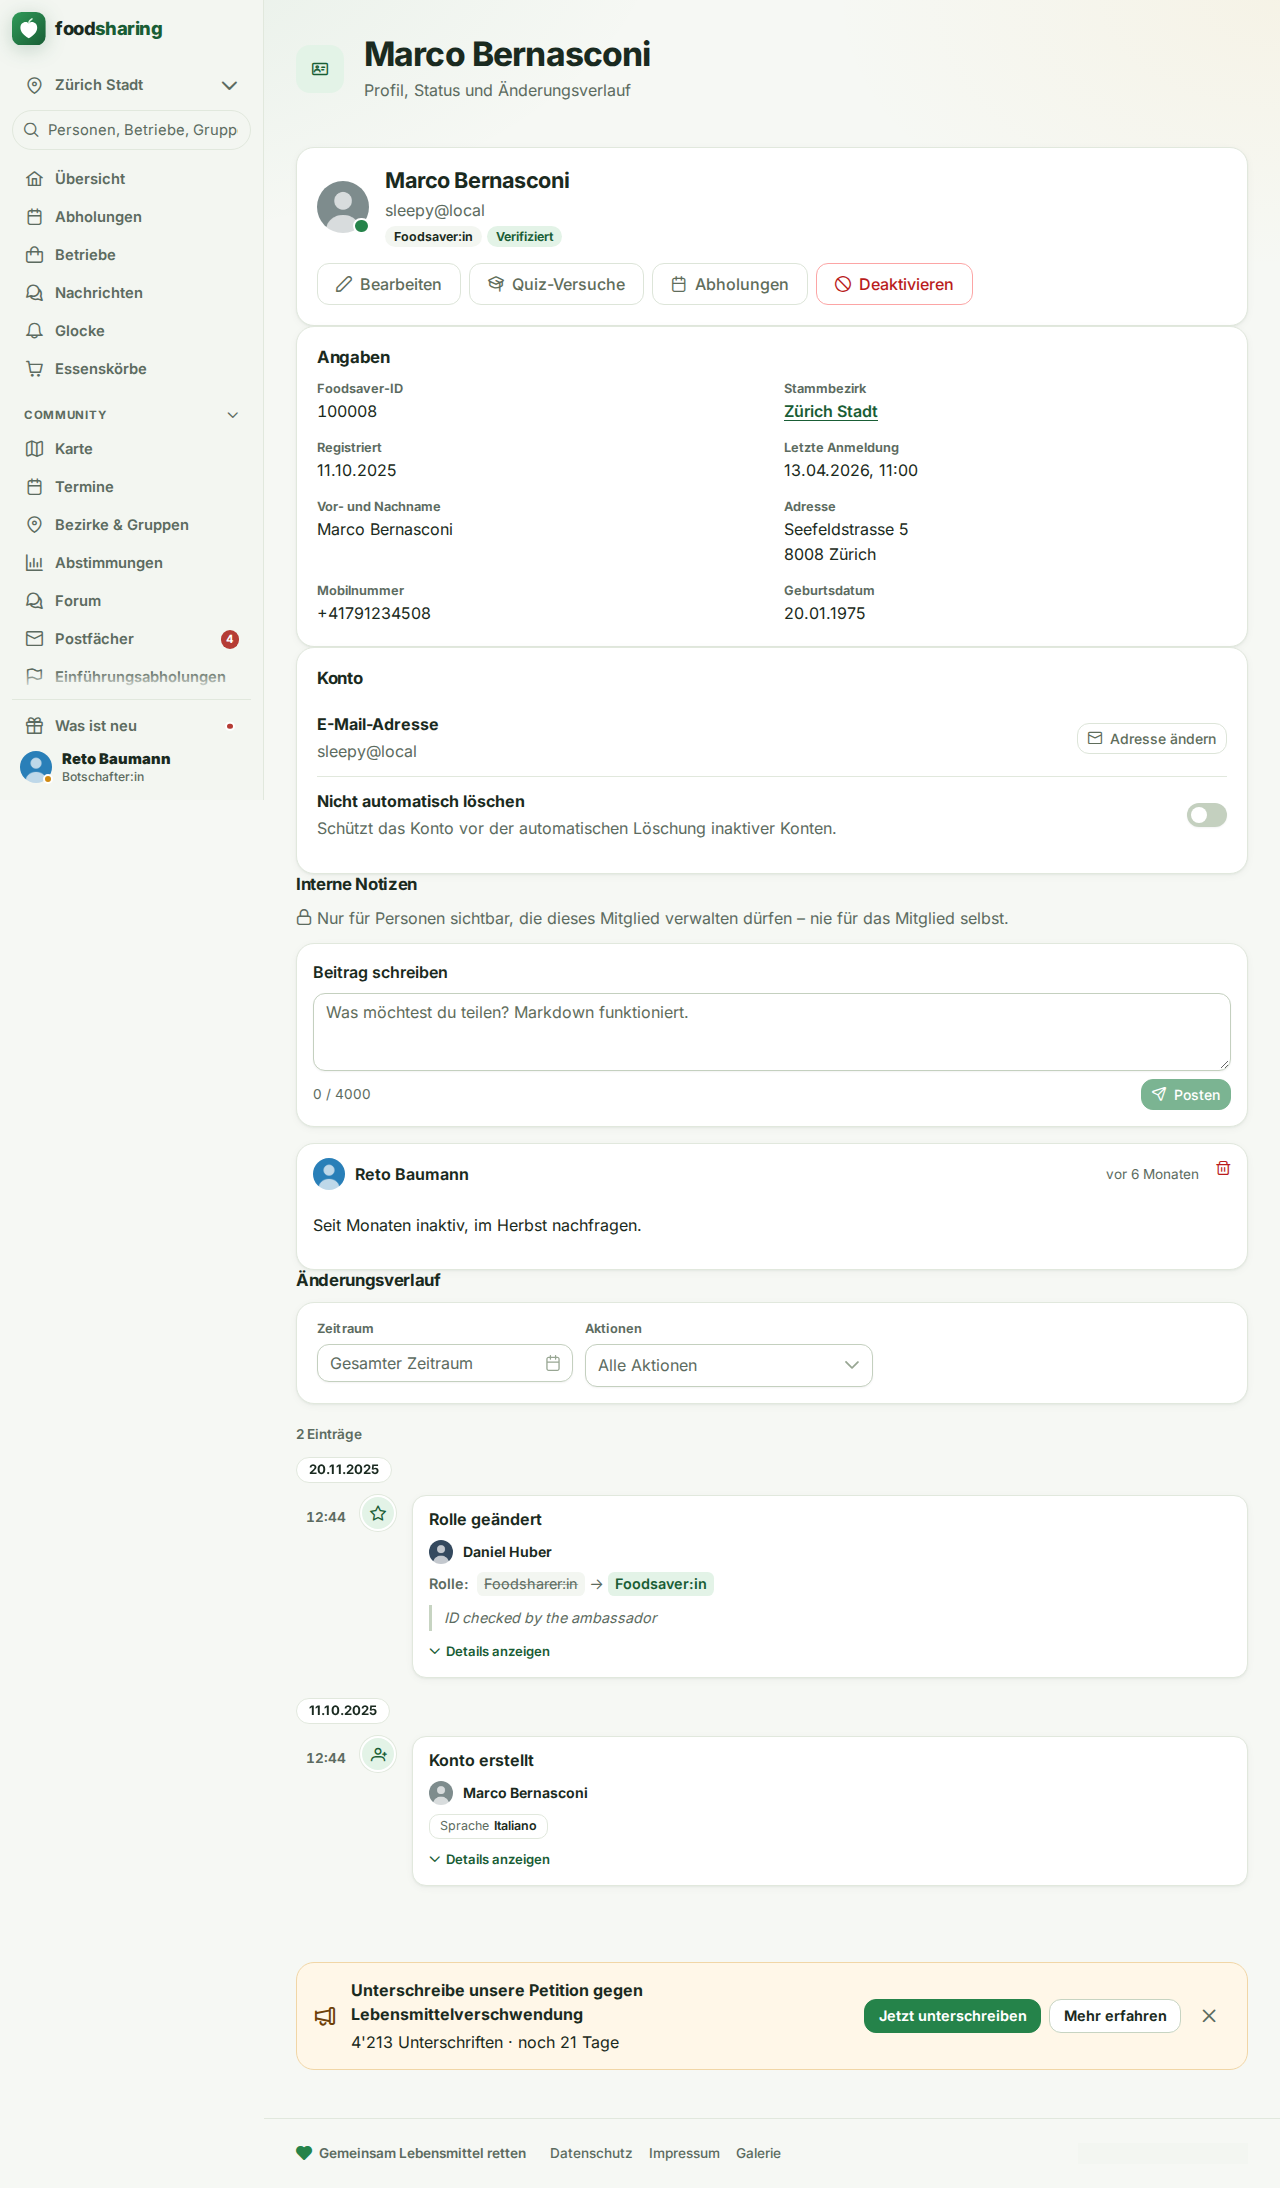 foodsharing
Zürich Stadt
Personen, Betriebe, Grupp
Übersicht
Abholungen
Betriebe
Nachrichten
Glocke
Essenskörbe
COMMUNITY
Karte
Termine
Bezirke & Gruppen
Abstimmungen
Forum
Postfächer 4
Einführungsabholungen
Was ist neu
Reto Baumann
Botschafter:in
Marco Bernasconi
Profil, Status und Änderungsverlauf
Marco Bernasconi
sleepy@local
Foodsaver:in Verifiziert
Bearbeiten Quiz-Versuche Abholungen Deaktivieren
Angaben
Foodsaver-ID Stammbezirk
100008 Zürich Stadt
Registriert Letzte Anmeldung
11.10.2025 13.04.2026, 11:00
Vor- und Nachname Adresse
Marco Bernasconi Seefeldstrasse 5
8008 Zürich
Mobilnummer Geburtsdatum
+41791234508 20.01.1975
Konto
E-Mail-Adresse
sleepy@local
Adresse ändern
Nicht automatisch löschen
Schützt das Konto vor der automatischen Löschung inaktiver Konten.
Interne Notizen
Nur für Personen sichtbar, die dieses Mitglied verwalten dürfen – nie für das Mitglied selbst.
Beitrag schreiben
Was möchtest du teilen? Markdown funktioniert.
0 / 4000 Posten
Reto Baumann vor 6 Monaten
Seit Monaten inaktiv, im Herbst nachfragen.
Änderungsverlauf
Zeitraum Aktionen
Gesamter Zeitraum Alle Aktionen
2 Einträge
20.11.2025
12:44 Rolle geändert
Daniel Huber
Rolle: Foodsharer:in → Foodsaver:in
ID checked by the ambassador
Details anzeigen
11.10.2025
12:44 Konto erstellt
Marco Bernasconi
Sprache Italiano
Details anzeigen
Unterschreibe unsere Petition gegen
Lebensmittelverschwendung
4'213 Unterschriften · noch 21 Tage
Jetzt unterschreiben Mehr erfahren
Gemeinsam Lebensmittel retten Datenschutz Impressum Galerie